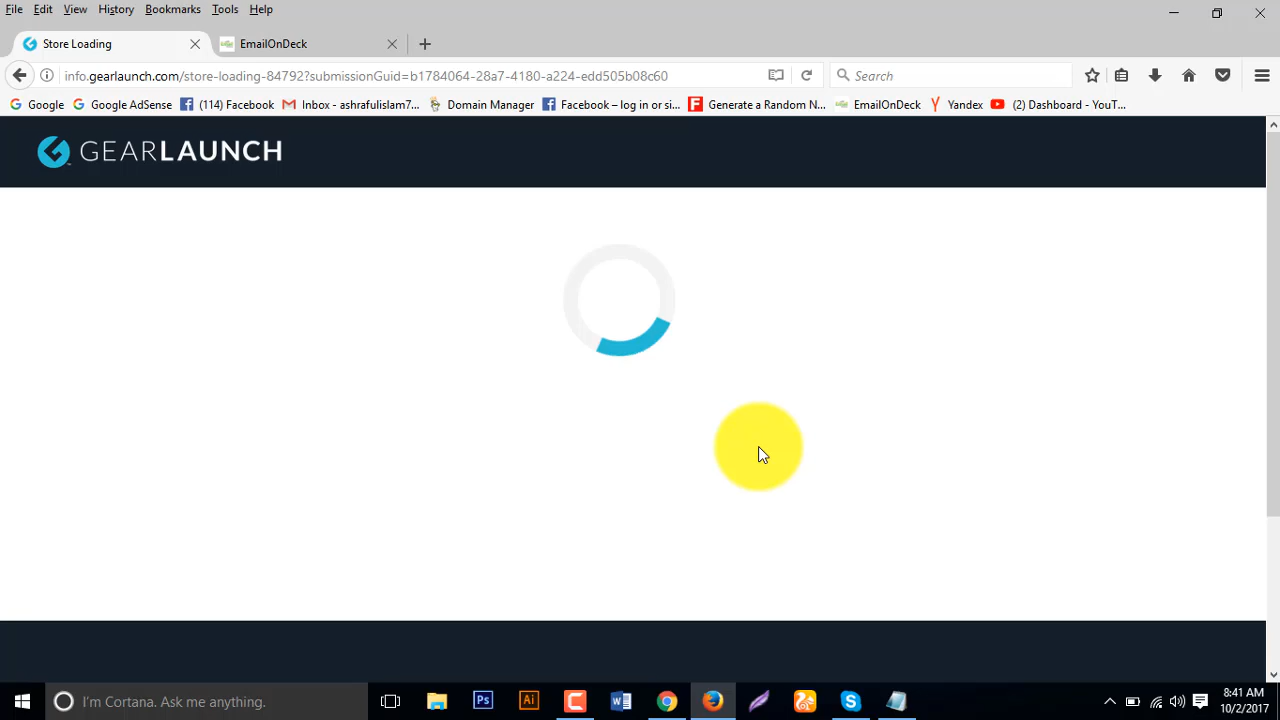 File Edit View History Bookmarks Tools Help
Store Loading
EmailOnDeck
info.gearlaunch.com/store-loading-84792?submissionGuid=b1784064-28a7-4180-a224-edd505b08c60
Search
Google
Google AdSense
(114) Facebook
Inbox - ashrafulislam7...
Domain Manager
Facebook – log in or si...
Generate a Random N...
EmailOnDeck
Yandex
(2) Dashboard - YouT...
GEARLAUNCH
I'm Cortana. Ask me anything.
Ps
Ai
8:41 AM
10/2/2017